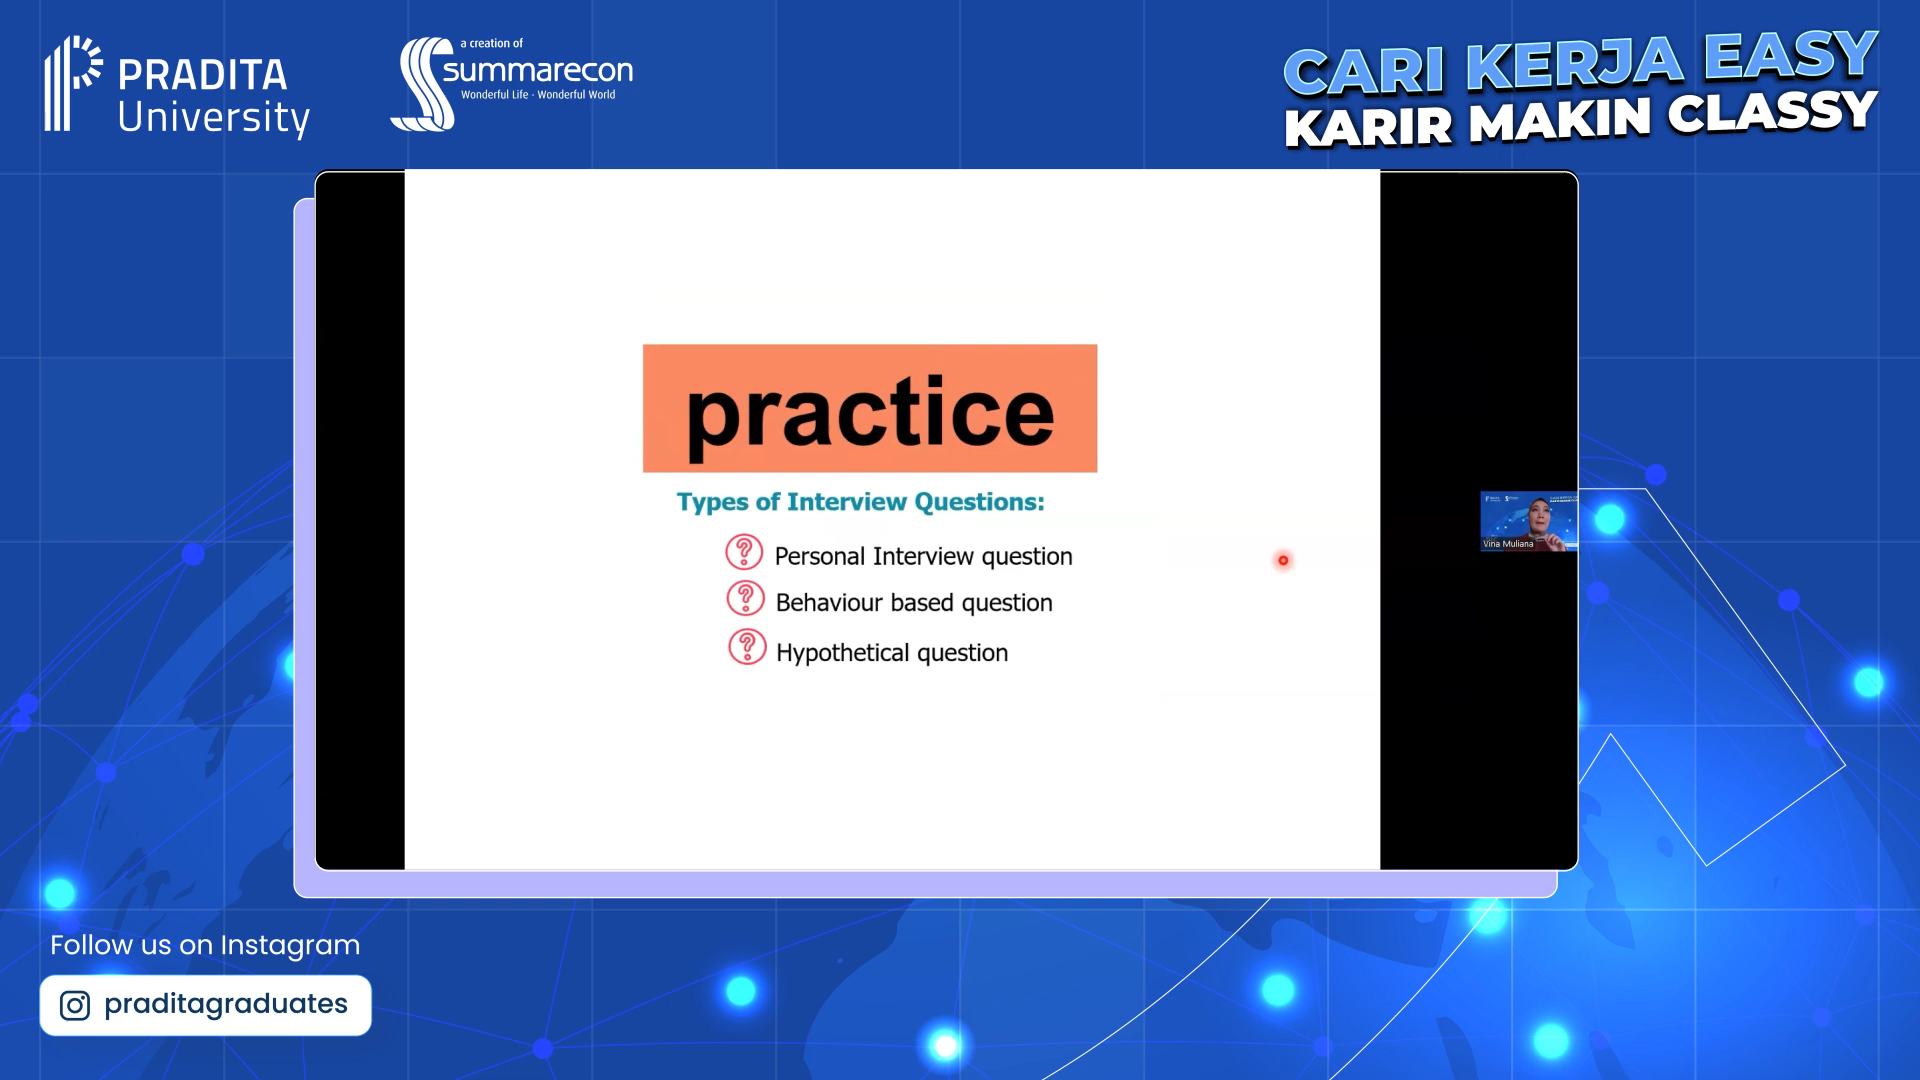 PRADITA
University
a creation of
summarecon
Wonderful Life · Wonderful World
CARI KERJA EASY
KARIR MAKIN CLASSY
practice
Types of Interview Questions:
Personal Interview question
Behaviour based question
Hypothetical question
Vina Muliana
Follow us on Instagram
praditagraduates